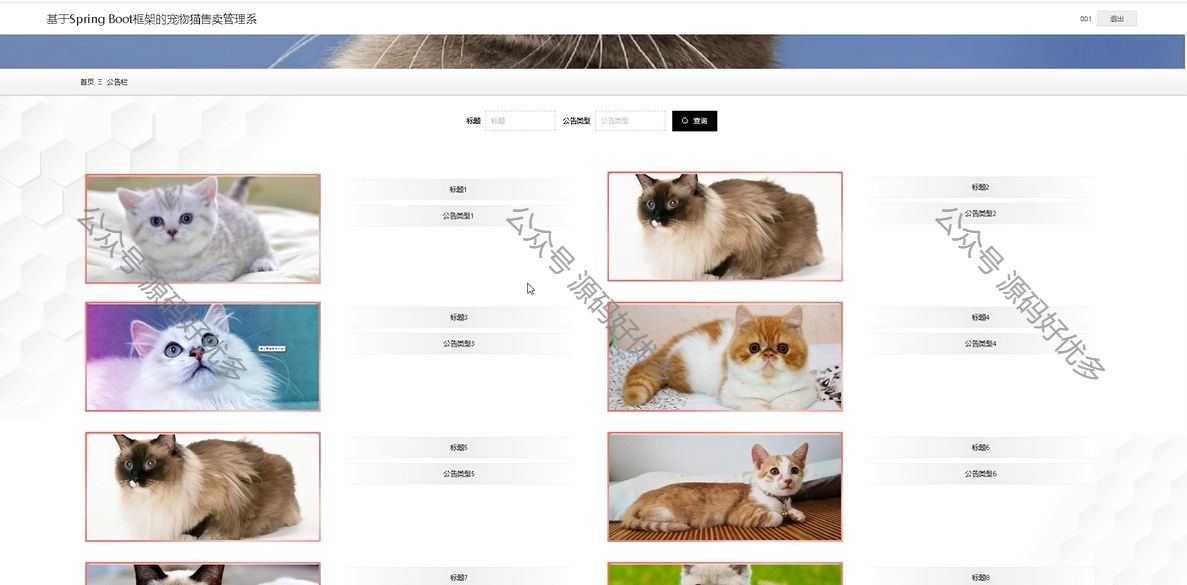 基于Spring Boot框架的宠物猫售卖管理系
001
退出
首页 Ξ 公告栏
标题 标题 公告类型 公告类型 查询
标题1
公告类型1
标题2
公告类型2
标题3
公告类型3
标题4
公告类型4
标题5
公告类型5
标题6
公告类型6
标题7
标题8
公众号 源码好优多
公众号 源码好优多
公众号 源码好优多